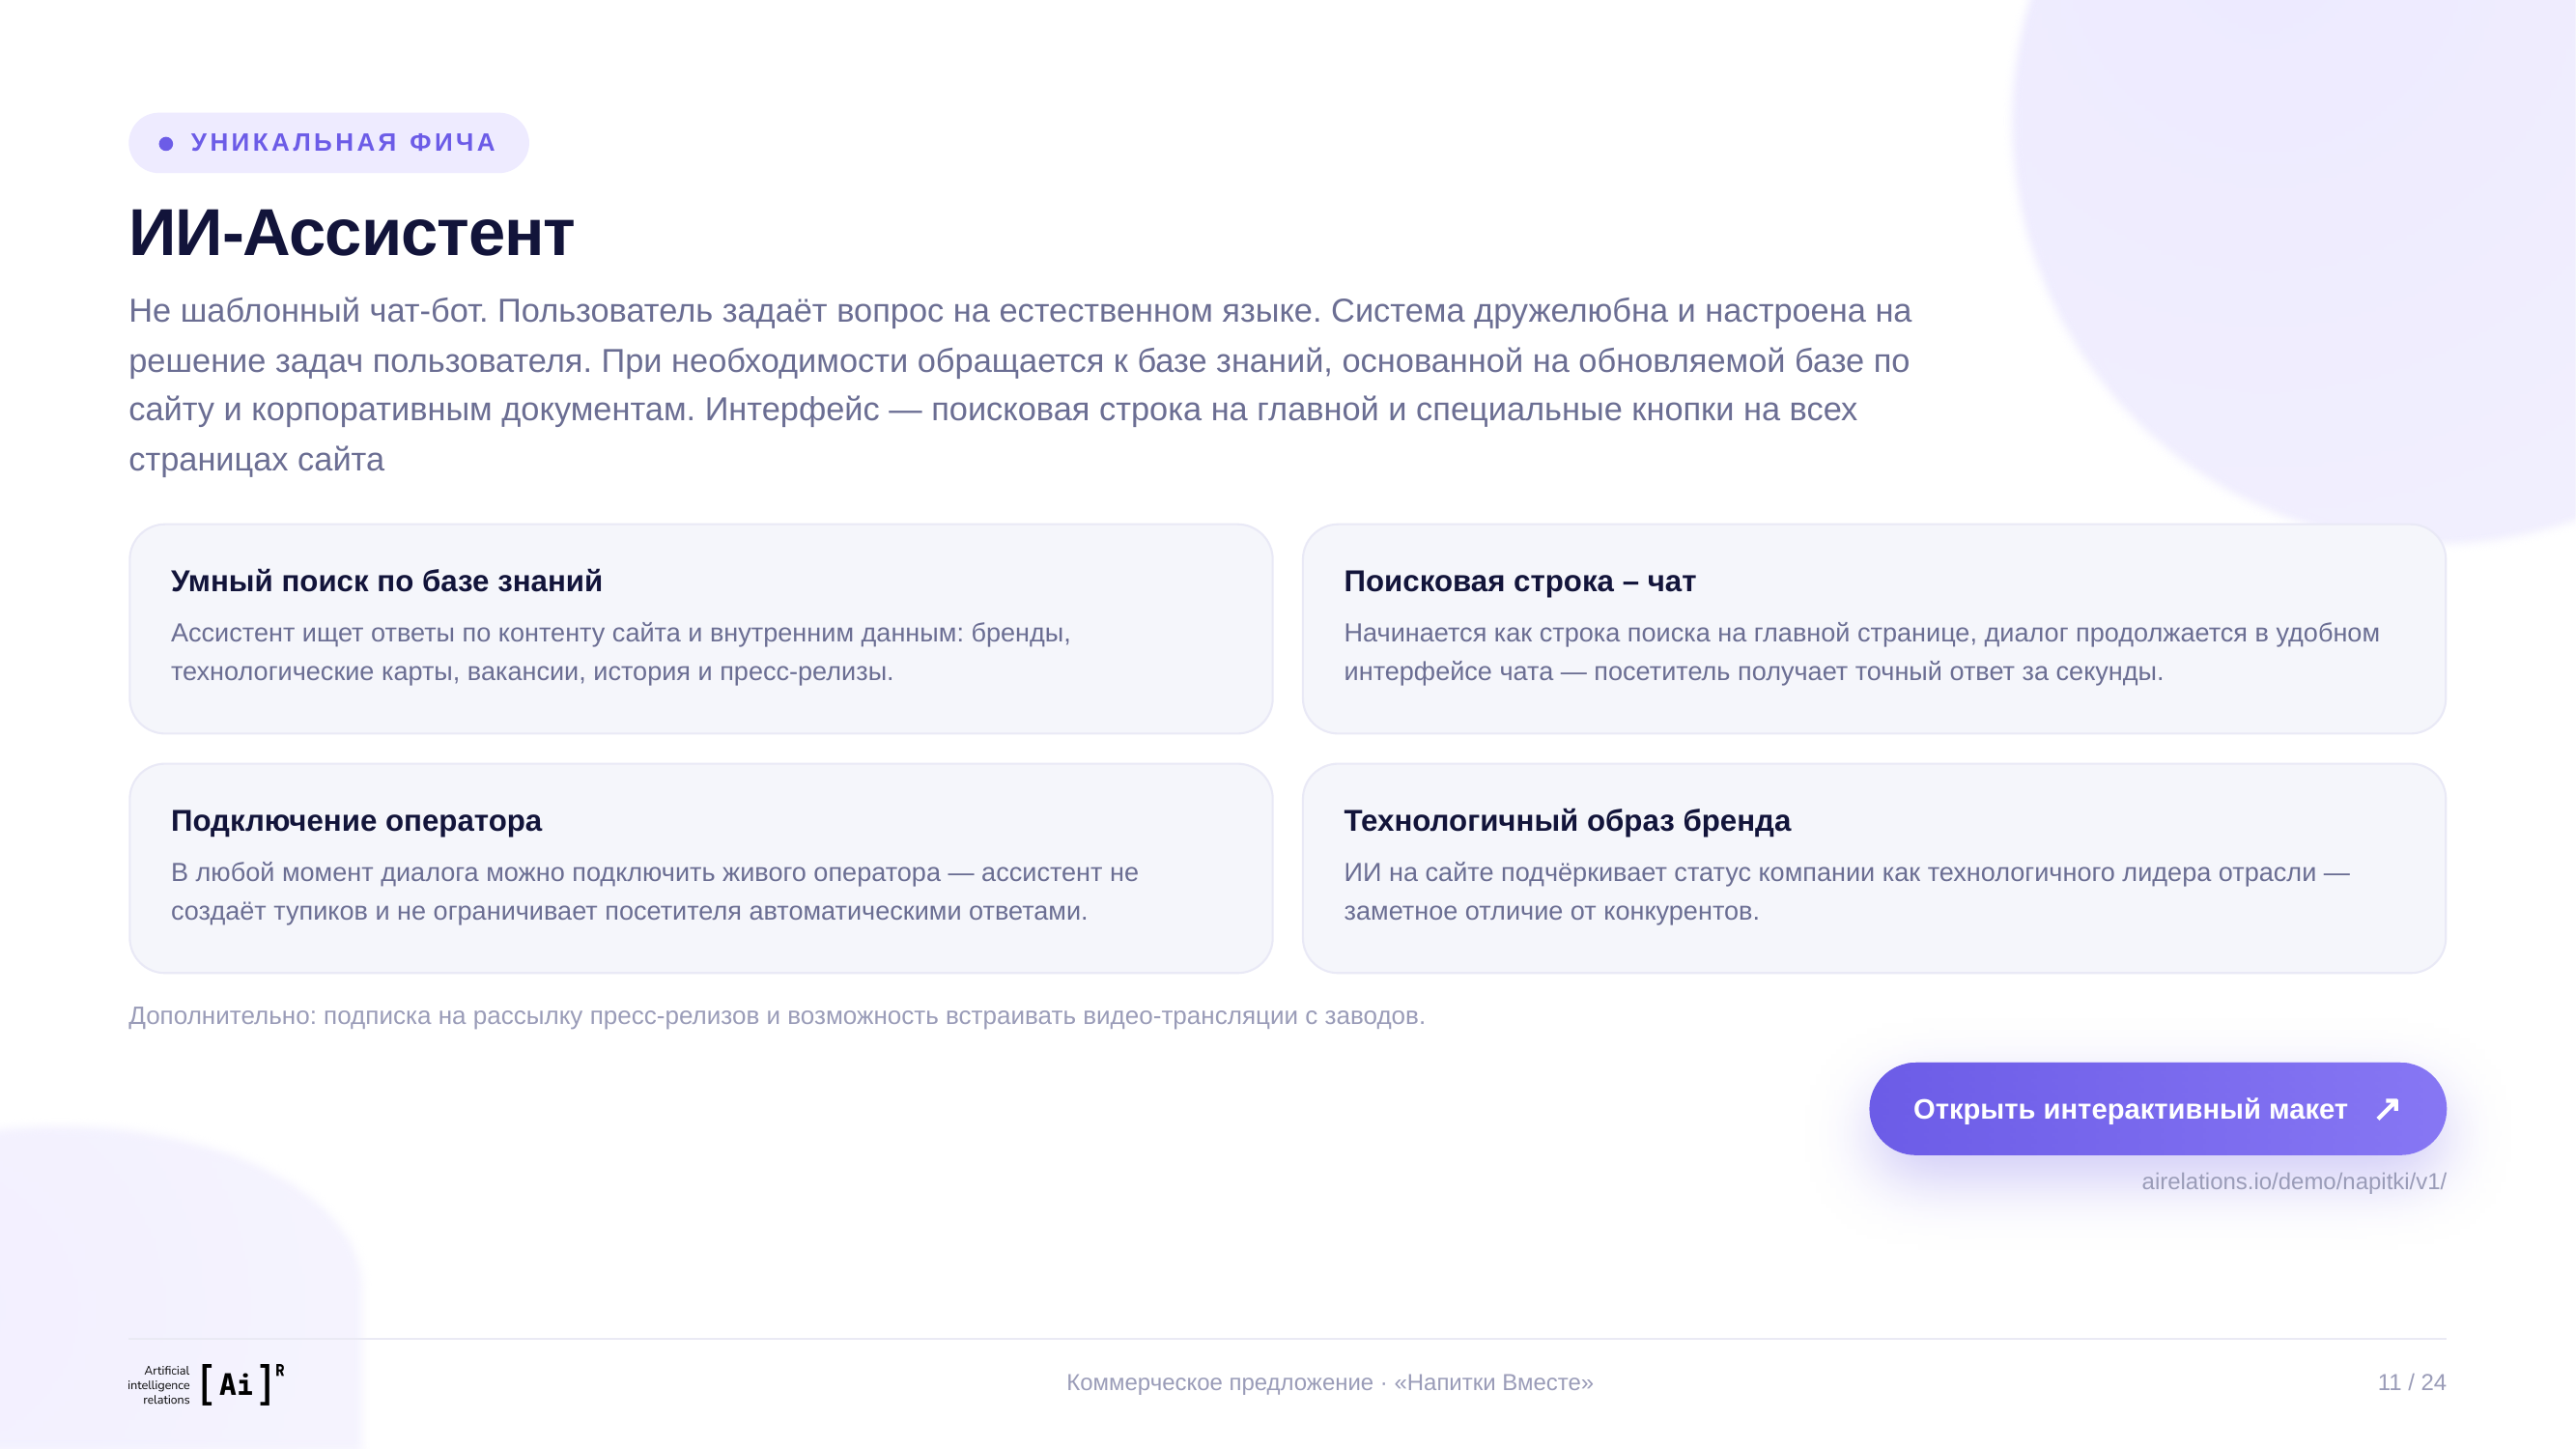 УНИКАЛЬНАЯ ФИЧА
ИИ-Ассистент
Не шаблонный чат-бот. Пользователь задаёт вопрос на естественном языке. Система дружелюбна и настроена на
решение задач пользователя. При необходимости обращается к базе знаний, основанной на обновляемой базе по
сайту и корпоративным документам. Интерфейс — поисковая строка на главной и специальные кнопки на всех
страницах сайта
Умный поиск по базе знаний
Ассистент ищет ответы по контенту сайта и внутренним данным: бренды,
технологические карты, вакансии, история и пресс-релизы.
Поисковая строка – чат
Начинается как строка поиска на главной странице, диалог продолжается в удобном
интерфейсе чата — посетитель получает точный ответ за секунды.
Подключение оператора
В любой момент диалога можно подключить живого оператора — ассистент не
создаёт тупиков и не ограничивает посетителя автоматическими ответами.
Технологичный образ бренда
ИИ на сайте подчёркивает статус компании как технологичного лидера отрасли —
заметное отличие от конкурентов.
Дополнительно: подписка на рассылку пресс-релизов и возможность встраивать видео-трансляции с заводов.
Открыть интерактивный макет ↗
airelations.io/demo/napitki/v1/
Artificial
intelligence
relations
[Ai]R
Коммерческое предложение · «Напитки Вместе»
11 / 24